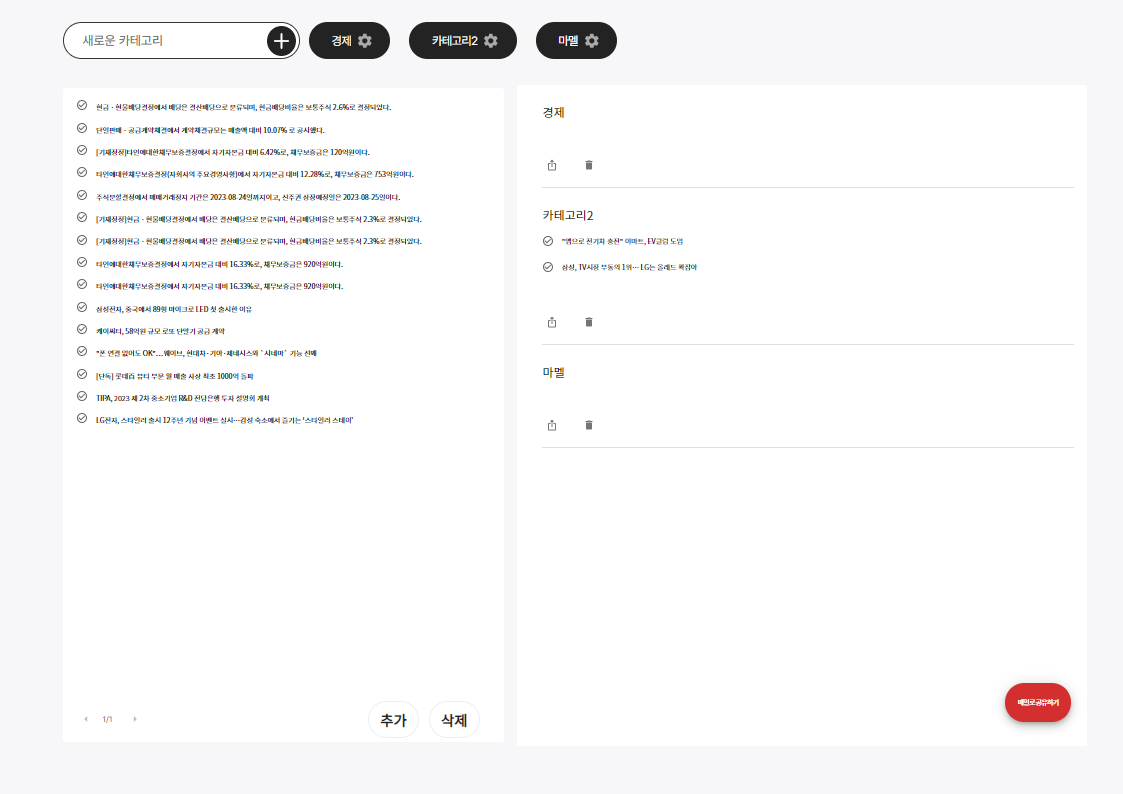 새로운 카테고리
경제
카테고리2
마멜
현금ㆍ현물배당결정에서 배당은 결산배당으로 분류되며, 현금배당비율은 보통주식 2.6%로 결정되었다.
단일판매ㆍ공급계약체결에서 계약체결규모는 매출액 대비 10.07% 로 공시했다.
[기재정정]타인에대한채무보증결정에서 자기자본금 대비 6.42%로, 채무보증금은 120억원이다.
타인에대한채무보증결정(자회사의 주요경영사항)에서 자기자본금 대비 12.28%로, 채무보증금은 753억원이다.
주식분할결정에서 매매거래정지 기간은 2023-08-24일까지이고, 신주권 상장예정일은 2023-08-25일이다.
[기재정정]현금ㆍ현물배당결정에서 배당은 결산배당으로 분류되며, 현금배당비율은 보통주식 2.3%로 결정되었다.
[기재정정]현금ㆍ현물배당결정에서 배당은 결산배당으로 분류되며, 현금배당비율은 보통주식 2.3%로 결정되었다.
타인에대한채무보증결정에서 자기자본금 대비 16.33%로, 채무보증금은 920억원이다.
타인에대한채무보증결정에서 자기자본금 대비 16.33%로, 채무보증금은 920억원이다.
삼성전자, 중국에서 89형 마이크로 LED 첫 출시한 이유
케이씨티, 58억원 규모 로또 단말기 공급 계약
"폰 연결 없어도 OK"…웨이브, 현대차·기아·제네시스와 `시네마` 기능 선봬
[단독] 롯데百 뷰티 부문 월 매출 사상 최초 1000억 돌파
TIPA, 2023 제 2차 중소기업 R&D 전담은행 투자 설명회 개최
LG전자, 스타일러 출시 12주년 기념 이벤트 실시…감성 숙소에서 즐기는 '스타일러 스테이'
1/1
추가
삭제
경제
카테고리2
"앱으로 전기차 충전" 이마트, EV클럽 도입
삼성, TV시장 부동의 1위…LG는 올레드 꽉잡아
마멜
메일로 공유하기